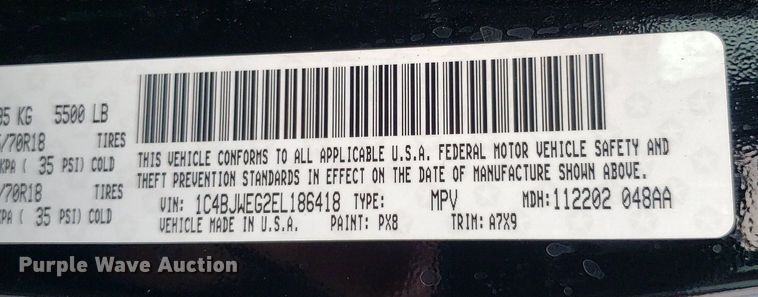 95 KG 5500 LB
/70R18 TIRES
KPA ( 35 PSI) COLD
/70R18 TIRES
KPA ( 35 PSI) COLD
THIS VEHICLE CONFORMS TO ALL APPLICABLE U.S.A. FEDERAL MOTOR VEHICLE SAFETY AND
THEFT PREVENTION STANDARDS IN EFFECT ON THE DATE OF MANUFACTURE SHOWN ABOVE.
VIN: 1C4BJWEG2EL186418 TYPE: MPV MDH: 112202 048AA
VEHICLE MADE IN U.S.A. PAINT: PX8 TRIM: A7X9
Purple Wave Auction